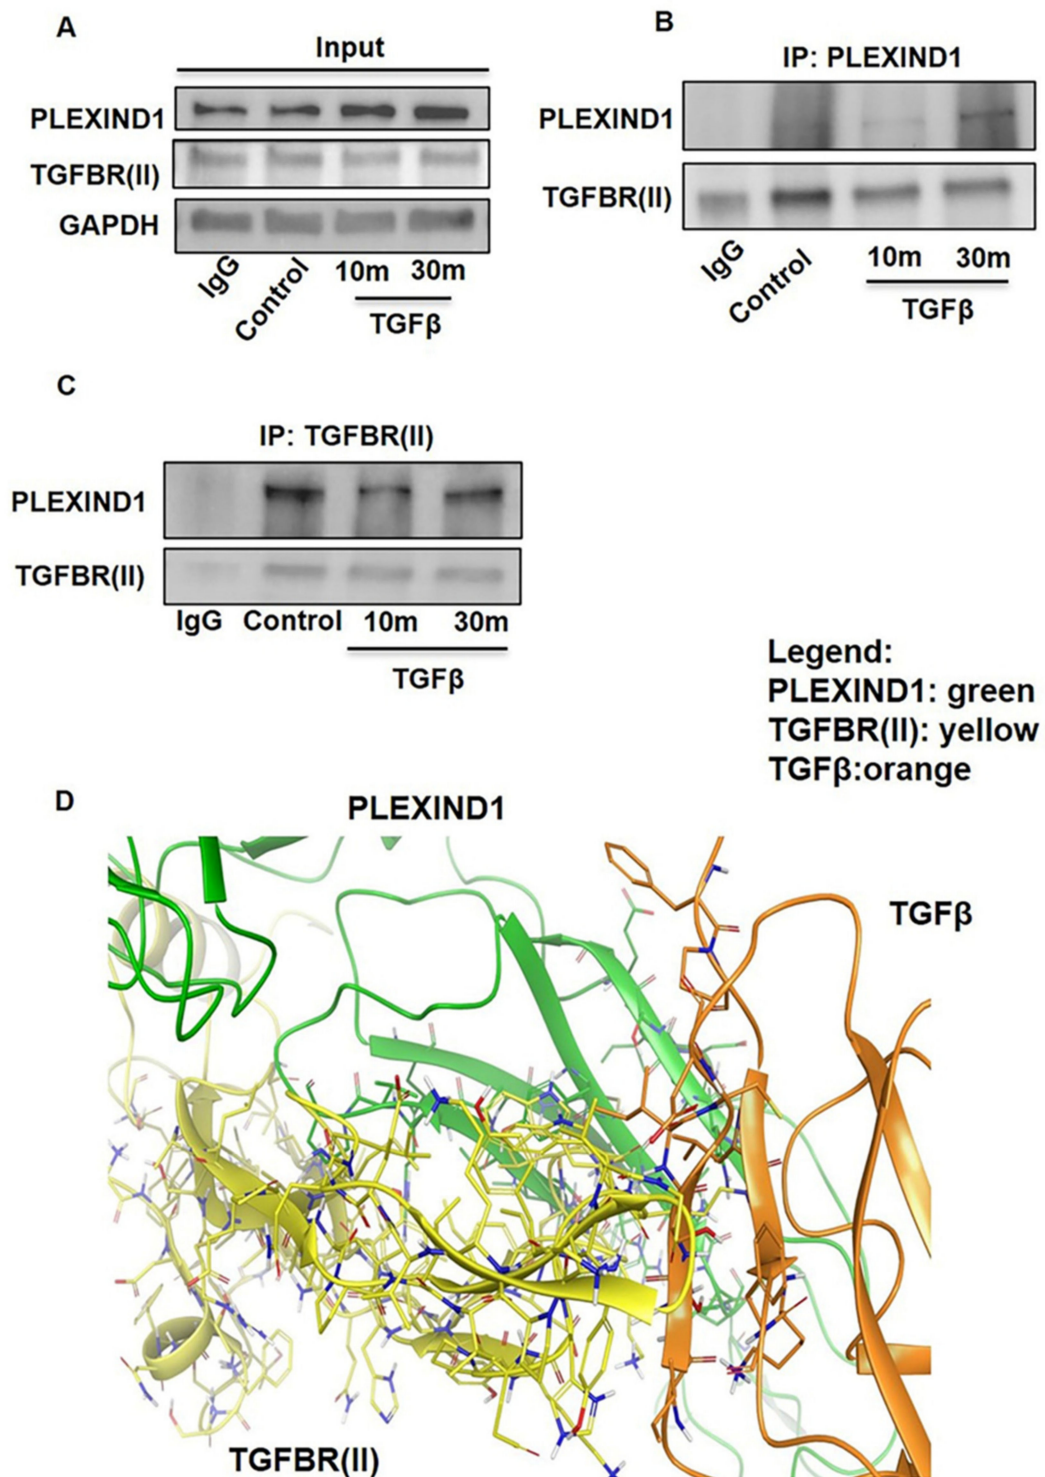 A
Input
PLEXIND1
TGFBR(II)
GAPDH
IgG
Control
10m
30m
TGFβ
B
IP: PLEXIND1
PLEXIND1
TGFBR(II)
IgG
Control
10m
30m
TGFβ
C
IP: TGFBR(II)
PLEXIND1
TGFBR(II)
IgG Control 10m 30m
TGFβ
Legend:
PLEXIND1: green
TGFBR(II): yellow
TGFβ:orange
D
PLEXIND1
TGFβ
TGFBR(II)